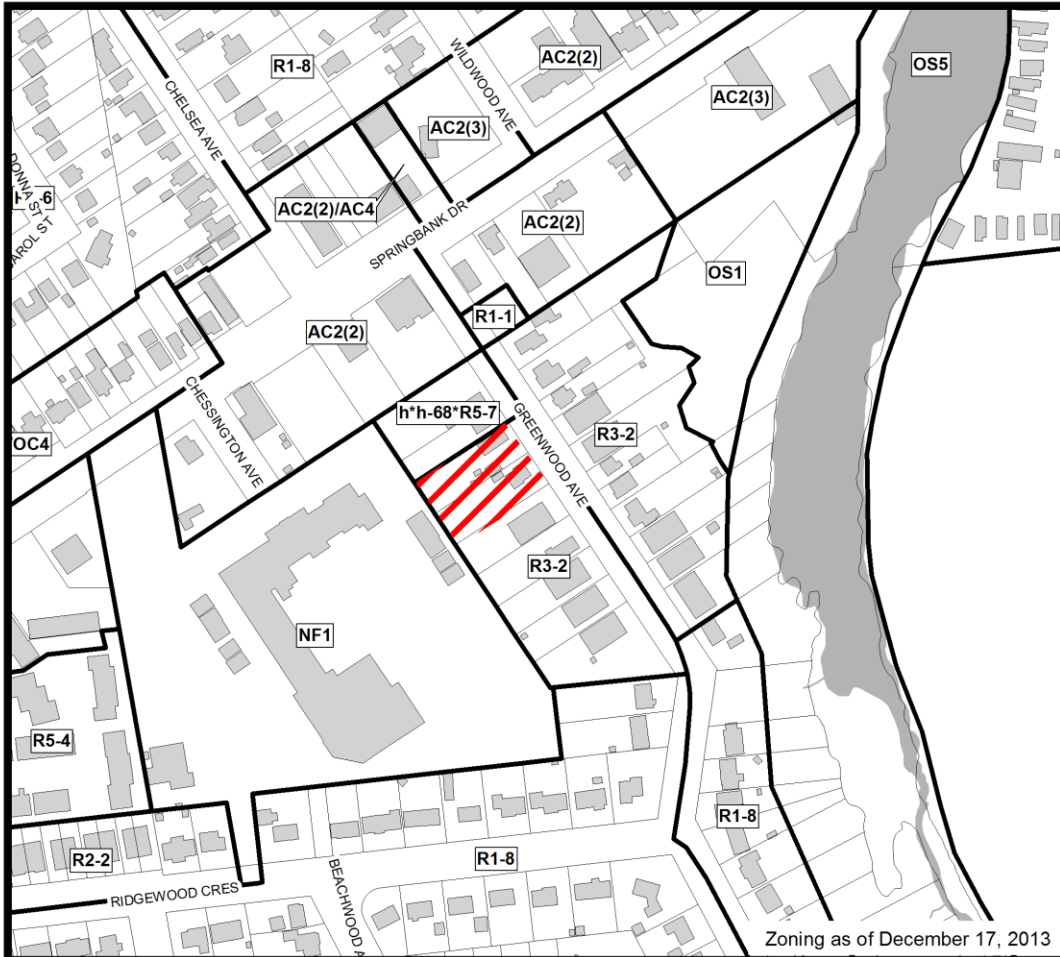 R1-8
WILDWOOD AVE
AC2(2)
OS5
AC2(3)
CHELSEA AVE
AC2(3)
DONNA ST
CAROL ST
AC2(2)/AC4
SPRINGBANK DR
AC2(2)
OS1
R1-1
AC2(2)
CHESSINGTON AVE
h*h-68*R5-7
GREENWOOD AVE
R3-2
OC4
R3-2
NF1
R5-4
R1-8
R2-2
R1-8
BEACHWOOD
RIDGEWOOD CRES
Zoning as of December 17, 2013